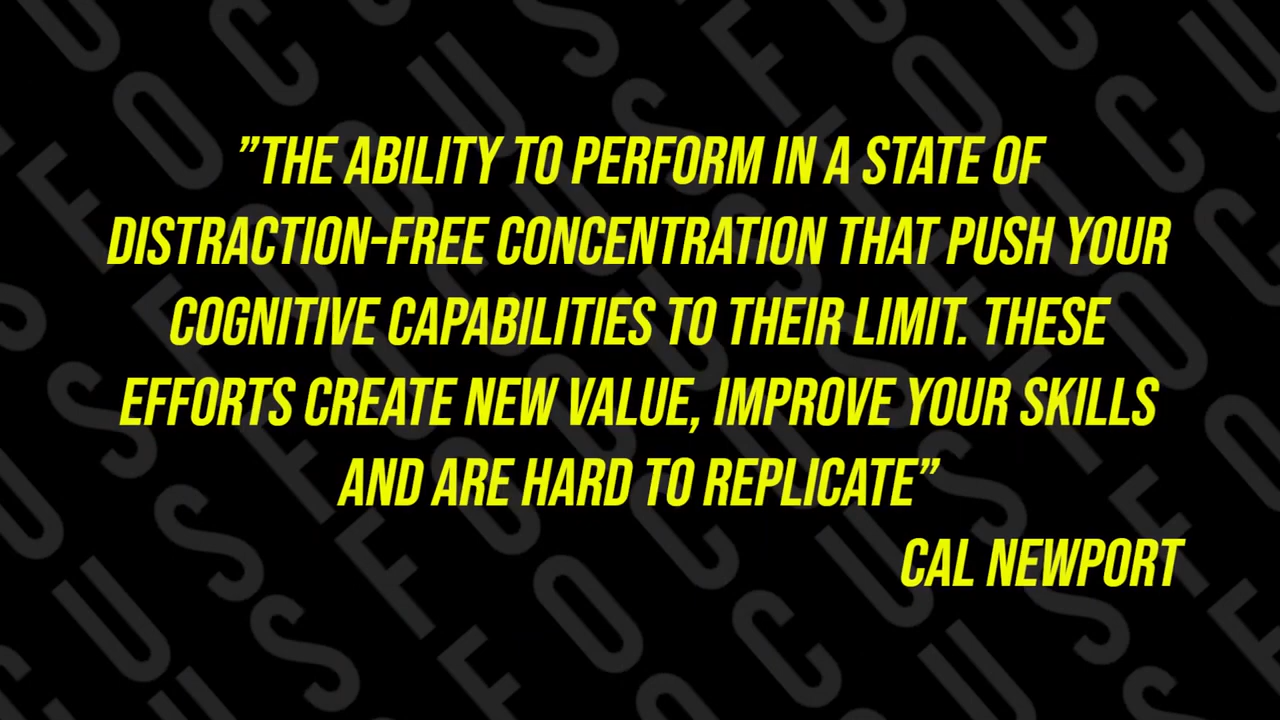 ”THE ABILITY TO PERFORM IN A STATE OF
DISTRACTION-FREE CONCENTRATION THAT PUSH YOUR
COGNITIVE CAPABILITIES TO THEIR LIMIT. THESE
EFFORTS CREATE NEW VALUE, IMPROVE YOUR SKILLS
AND ARE HARD TO REPLICATE”
CAL NEWPORT
FOCUS